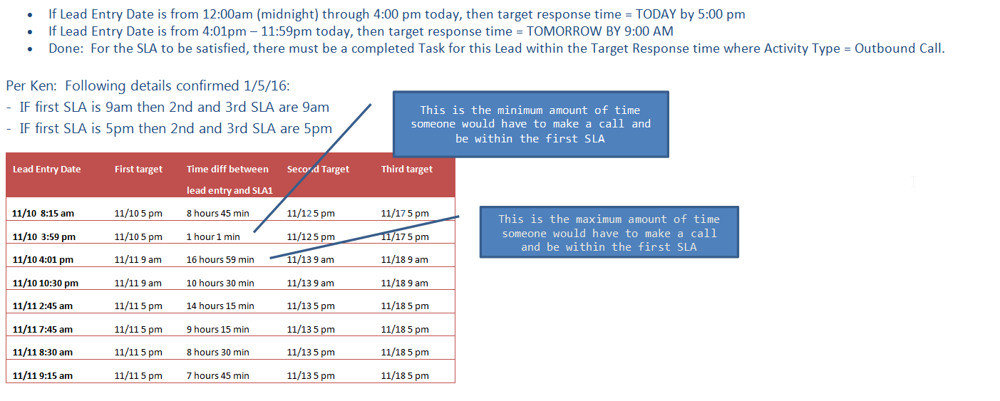 • If Lead Entry Date is from 12:00am (midnight) through 4:00 pm today, then target response time = TODAY by 5:00 pm
• If Lead Entry Date is from 4:01pm – 11:59pm today, then target response time = TOMORROW BY 9:00 AM
• Done:  For the SLA to be satisfied, there must be a completed Task for this Lead within the Target Response time where Activity Type = Outbound Call.
Per Ken:  Following details confirmed 1/5/16:
- IF first SLA is 9am then 2nd and 3rd SLA are 9am
- IF first SLA is 5pm then 2nd and 3rd SLA are 5pm
This is the minimum amount of time
someone would have to make a call and
be within the first SLA
Lead Entry Date First target Time diff between Second Target Third target
lead entry and SLA1
11/10  8:15 am 11/10 5 pm 8 hours 45 min 11/12 5 pm 11/17 5 pm
11/10  3:59 pm 11/10 5 pm 1 hour 1 min 11/12 5 pm 11/17 5 pm
11/10 4:01 pm 11/11 9 am 16 hours 59 min 11/13 9 am 11/18 9 am
11/10 10:30 pm 11/11 9 am 10 hours 30 min 11/13 9 am 11/18 9 am
11/11 2:45 am 11/11 5 pm 14 hours 15 min 11/13 5 pm 11/18 5 pm
11/11 7:45 am 11/11 5 pm 9 hours 15 min 11/13 5 pm 11/18 5 pm
11/11 8:30 am 11/11 5 pm 8 hours 30 min 11/13 5 pm 11/18 5 pm
11/11 9:15 am 11/11 5 pm 7 hours 45 min 11/13 5 pm 11/18 5 pm
This is the maximum amount of time
someone would have to make a call
and be within the first SLA